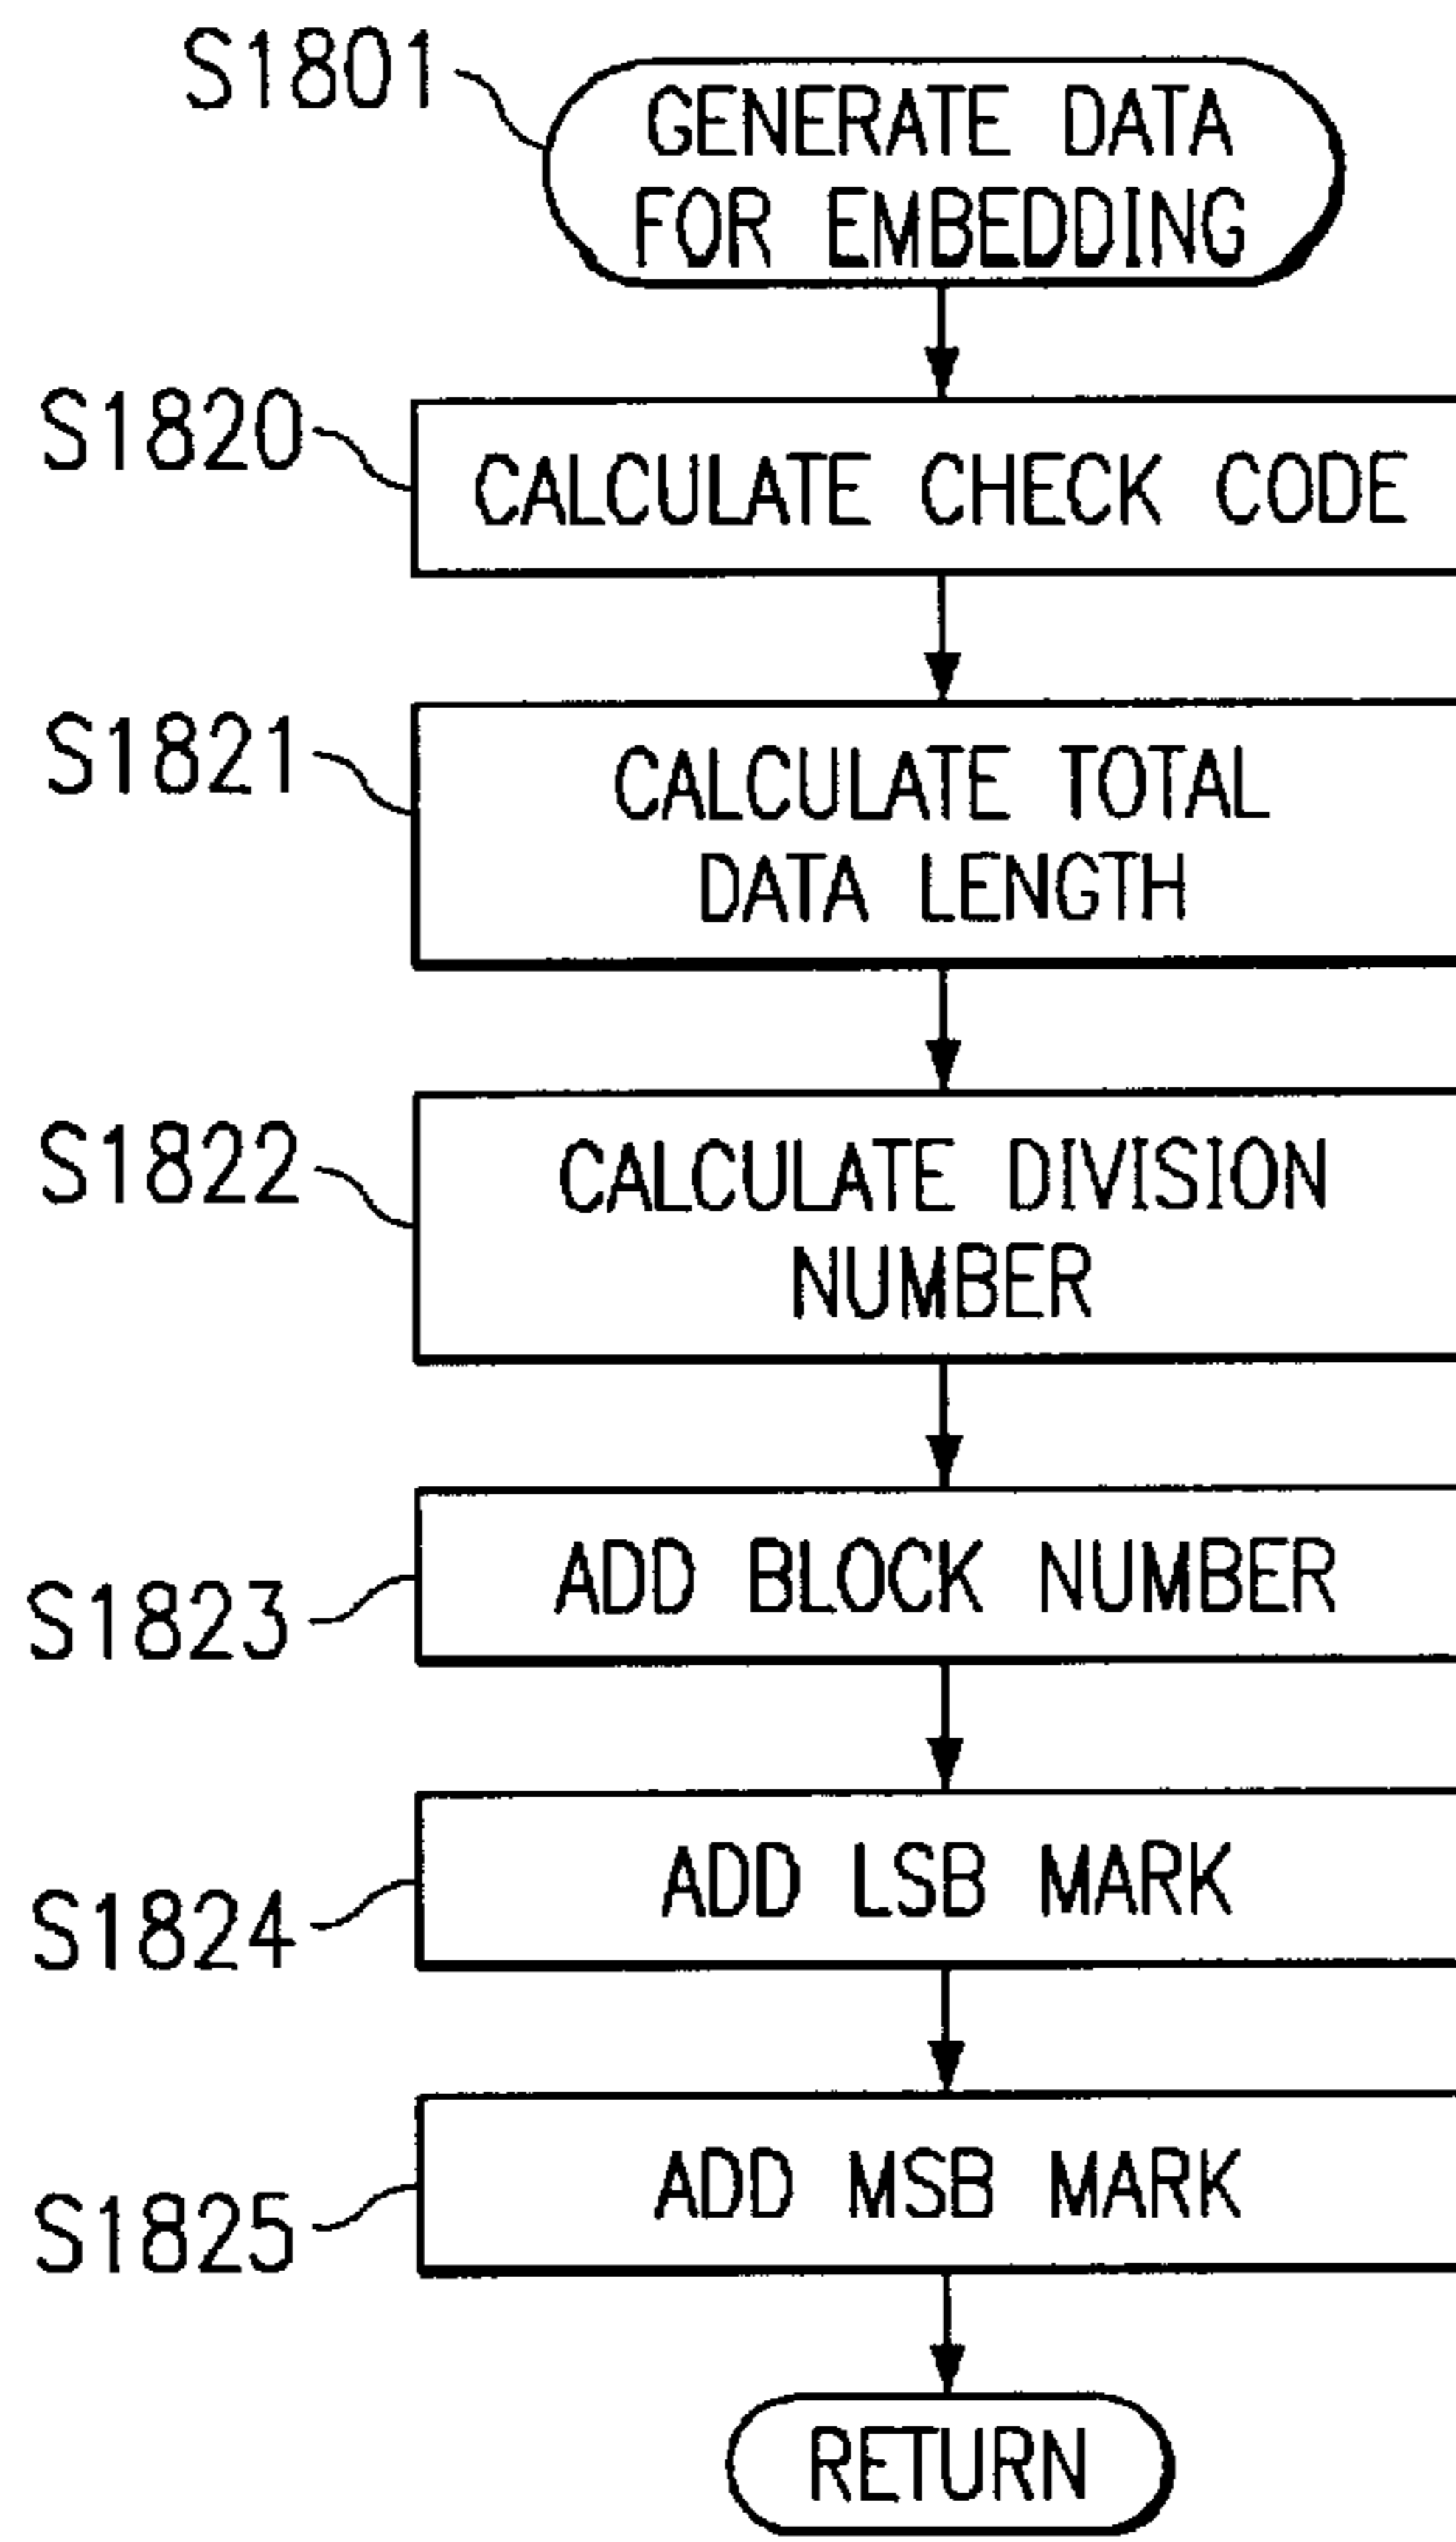 S1801
GENERATE DATA
FOR EMBEDDING
S1820
CALCULATE CHECK CODE
S1821
CALCULATE TOTAL
DATA LENGTH
S1822
CALCULATE DIVISION
NUMBER
S1823
ADD BLOCK NUMBER
S1824
ADD LSB MARK
S1825
ADD MSB MARK
RETURN